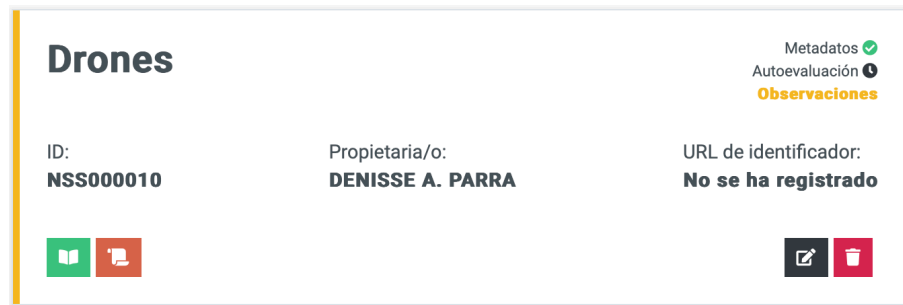 Drones
Metadatos
Autoevaluación
Observaciones
ID:
NSS000010
Propietaria/o:
DENISSE A. PARRA
URL de identificador:
No se ha registrado